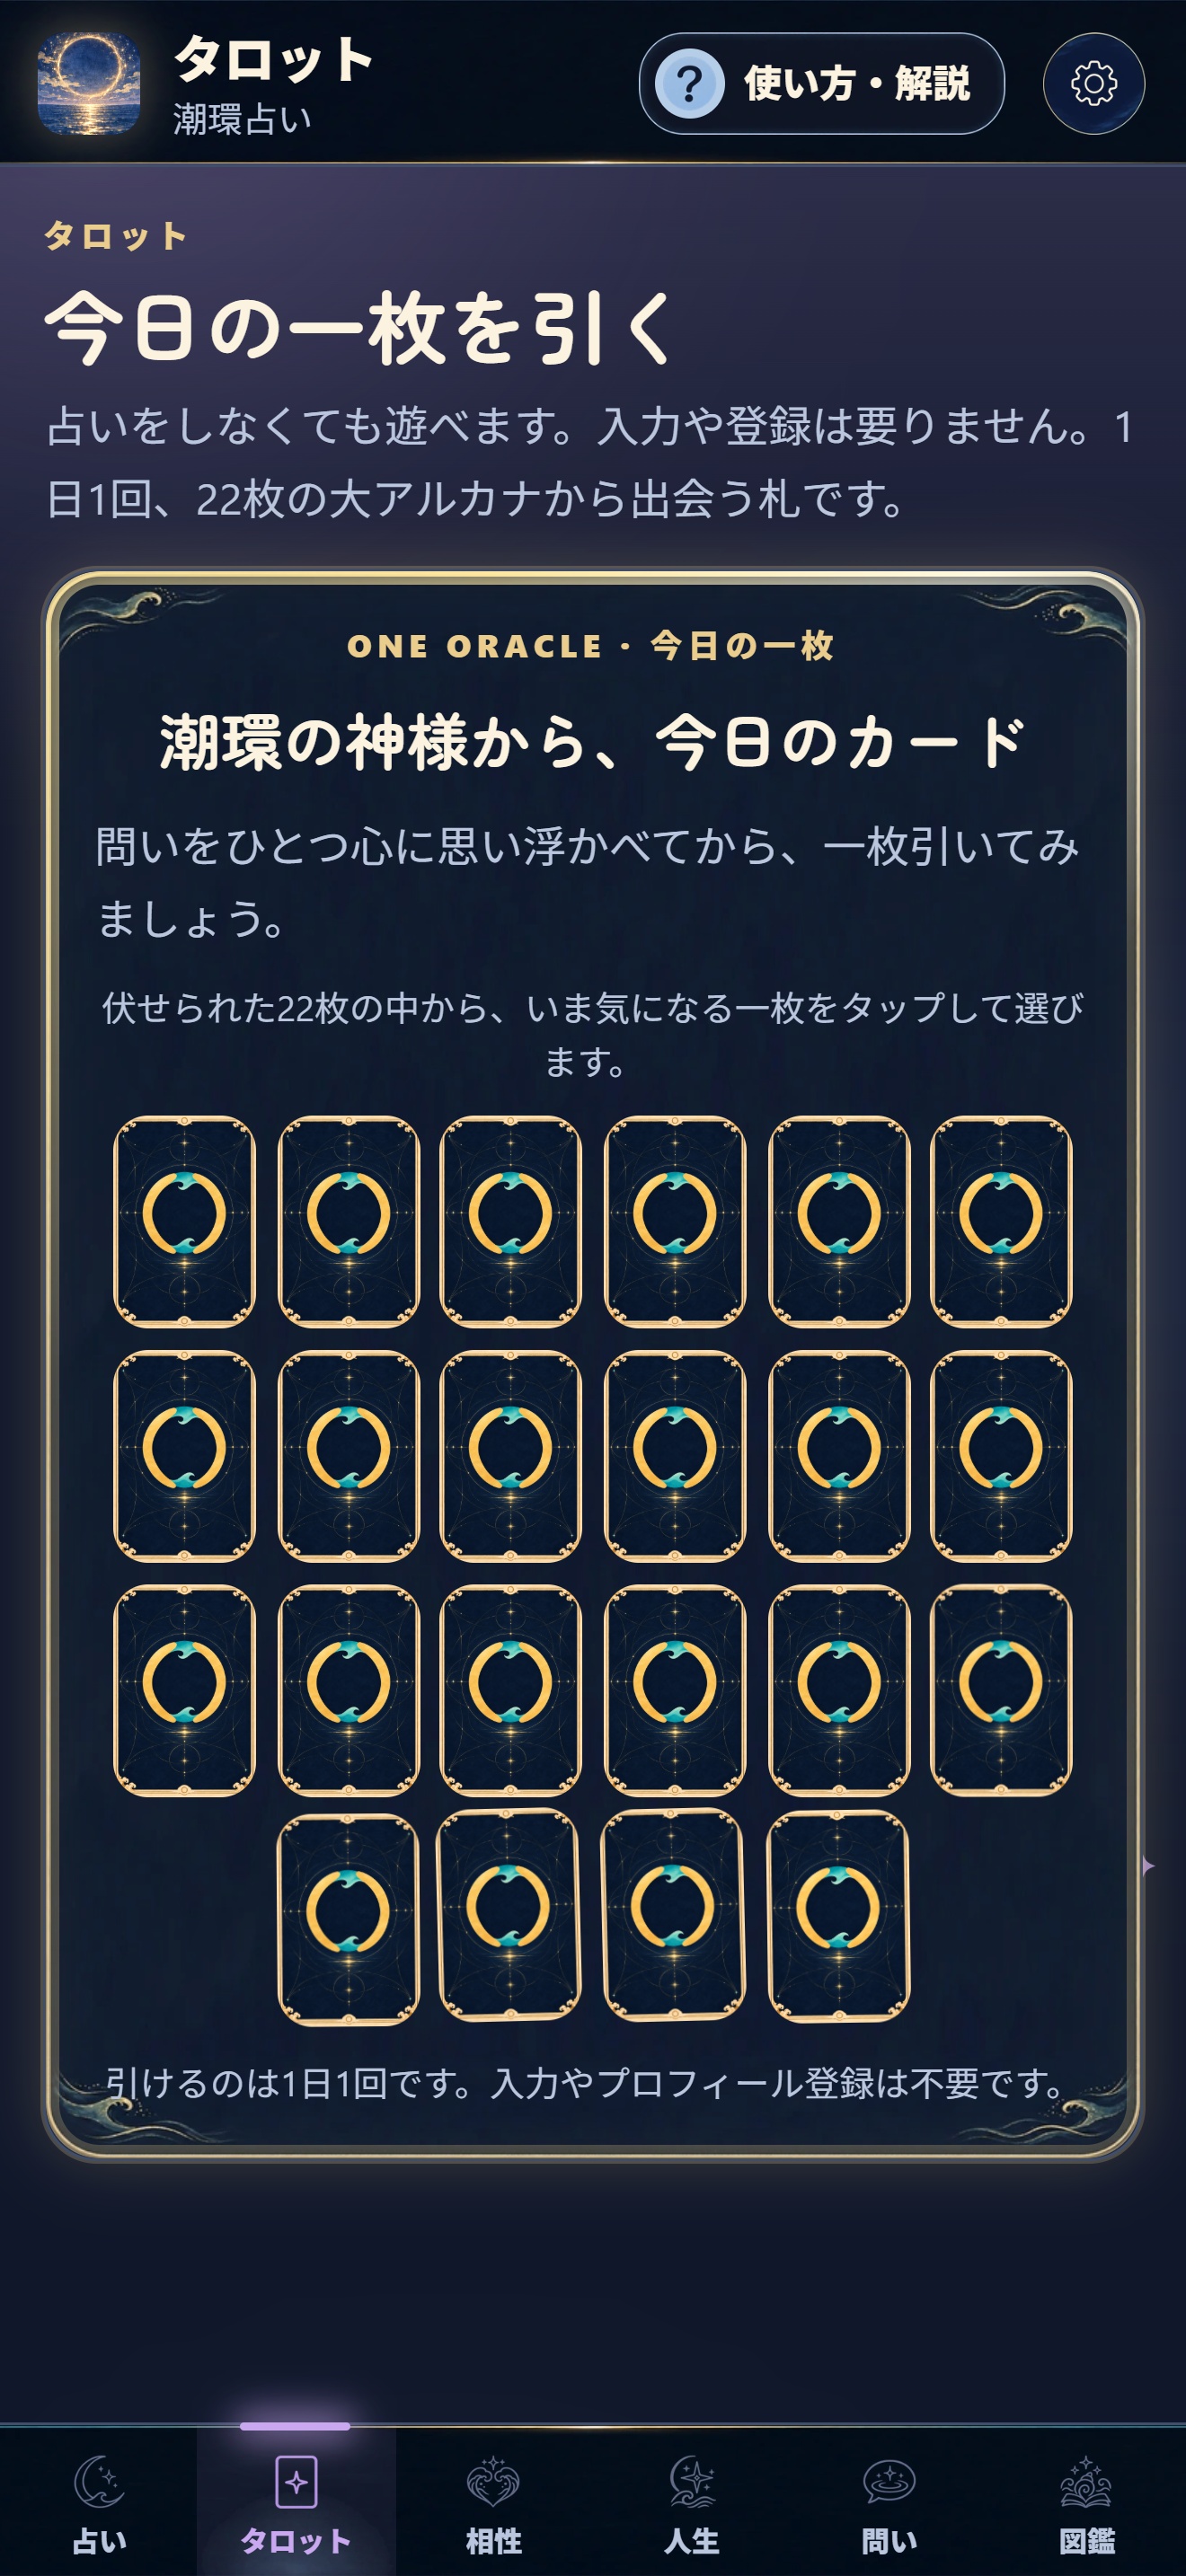 タロット
潮環占い
? 使い方・解説
タロット
今日の一枚を引く
占いをしなくても遊べます。入力や登録は要りません。1
日1回、22枚の大アルカナから出会う札です。
ONE ORACLE・今日の一枚
潮環の神様から、今日のカード
問いをひとつ心に思い浮かべてから、一枚引いてみ
ましょう。
伏せられた22枚の中から、いま気になる一枚をタップして選び
ます。
引けるのは1日1回です。入力やプロフィール登録は不要です。
占い
タロット
相性
人生
問い
図鑑